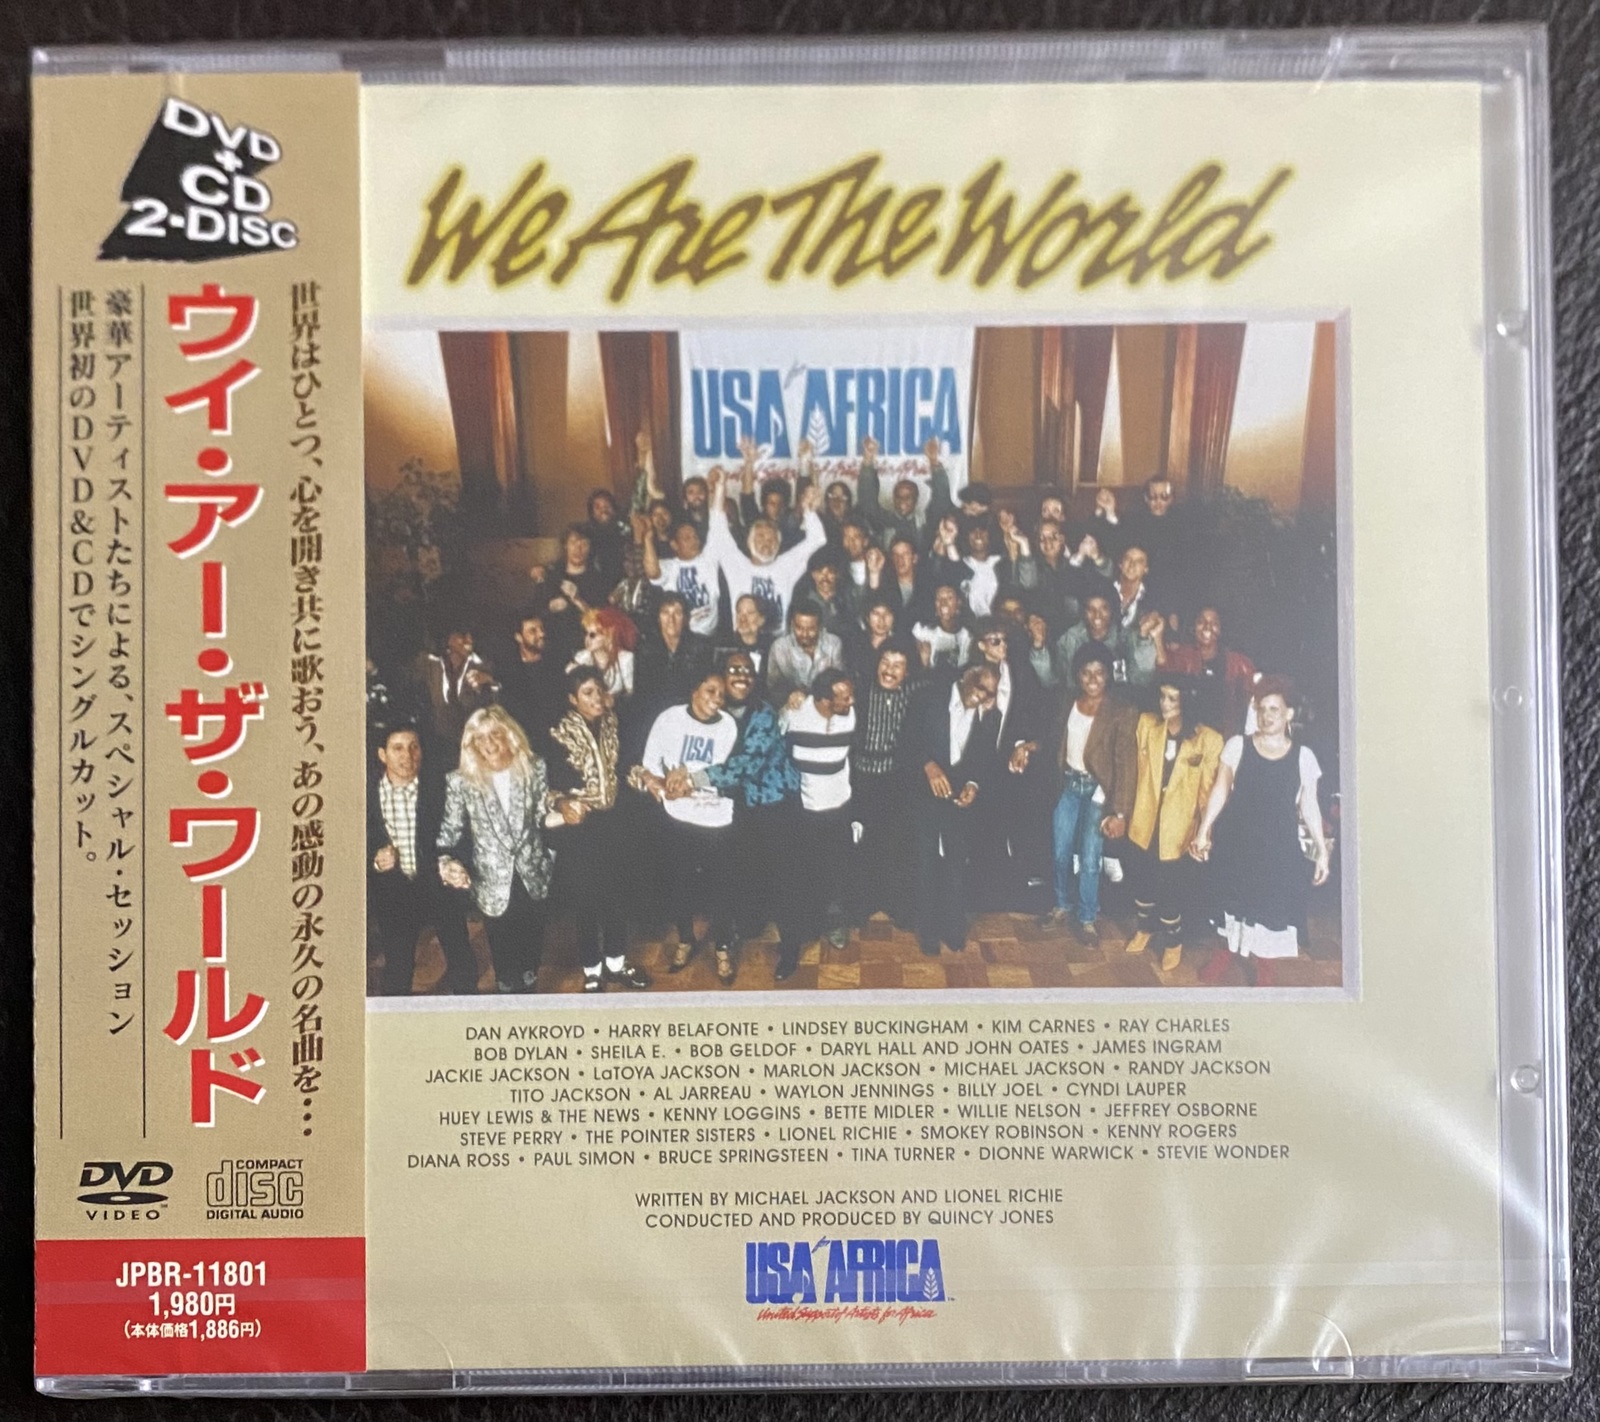 DVD
+
CD
2-DISC
世界はひとつ、心を開き共に歌おう、あの感動の永久の名曲を…
ウイ・アー・ザ・ワールド
豪華アーティストたちによる、スペシャル・セッション
世界初のDVD&CDでシングルカット。
DVD
VIDEO
COMPACT
disc
DIGITAL AUDIO
JPBR-11801
1,980円
(本体価格1,886円)
We Are The World
USA for AFRICA
United Support of Artists for Africa
USA
DAN AYKROYD • HARRY BELAFONTE • LINDSEY BUCKINGHAM • KIM CARNES • RAY CHARLES
BOB DYLAN • SHEILA E. • BOB GELDOF • DARYL HALL AND JOHN OATES • JAMES INGRAM
JACKIE JACKSON • LaTOYA JACKSON • MARLON JACKSON • MICHAEL JACKSON • RANDY JACKSON
TITO JACKSON • AL JARREAU • WAYLON JENNINGS • BILLY JOEL • CYNDI LAUPER
HUEY LEWIS & THE NEWS • KENNY LOGGINS • BETTE MIDLER • WILLIE NELSON • JEFFREY OSBORNE
STEVE PERRY • THE POINTER SISTERS • LIONEL RICHIE • SMOKEY ROBINSON • KENNY ROGERS
DIANA ROSS • PAUL SIMON • BRUCE SPRINGSTEEN • TINA TURNER • DIONNE WARWICK • STEVIE WONDER
WRITTEN BY MICHAEL JACKSON AND LIONEL RICHIE
CONDUCTED AND PRODUCED BY QUINCY JONES
USA for AFRICA
United Support of Artists for Africa